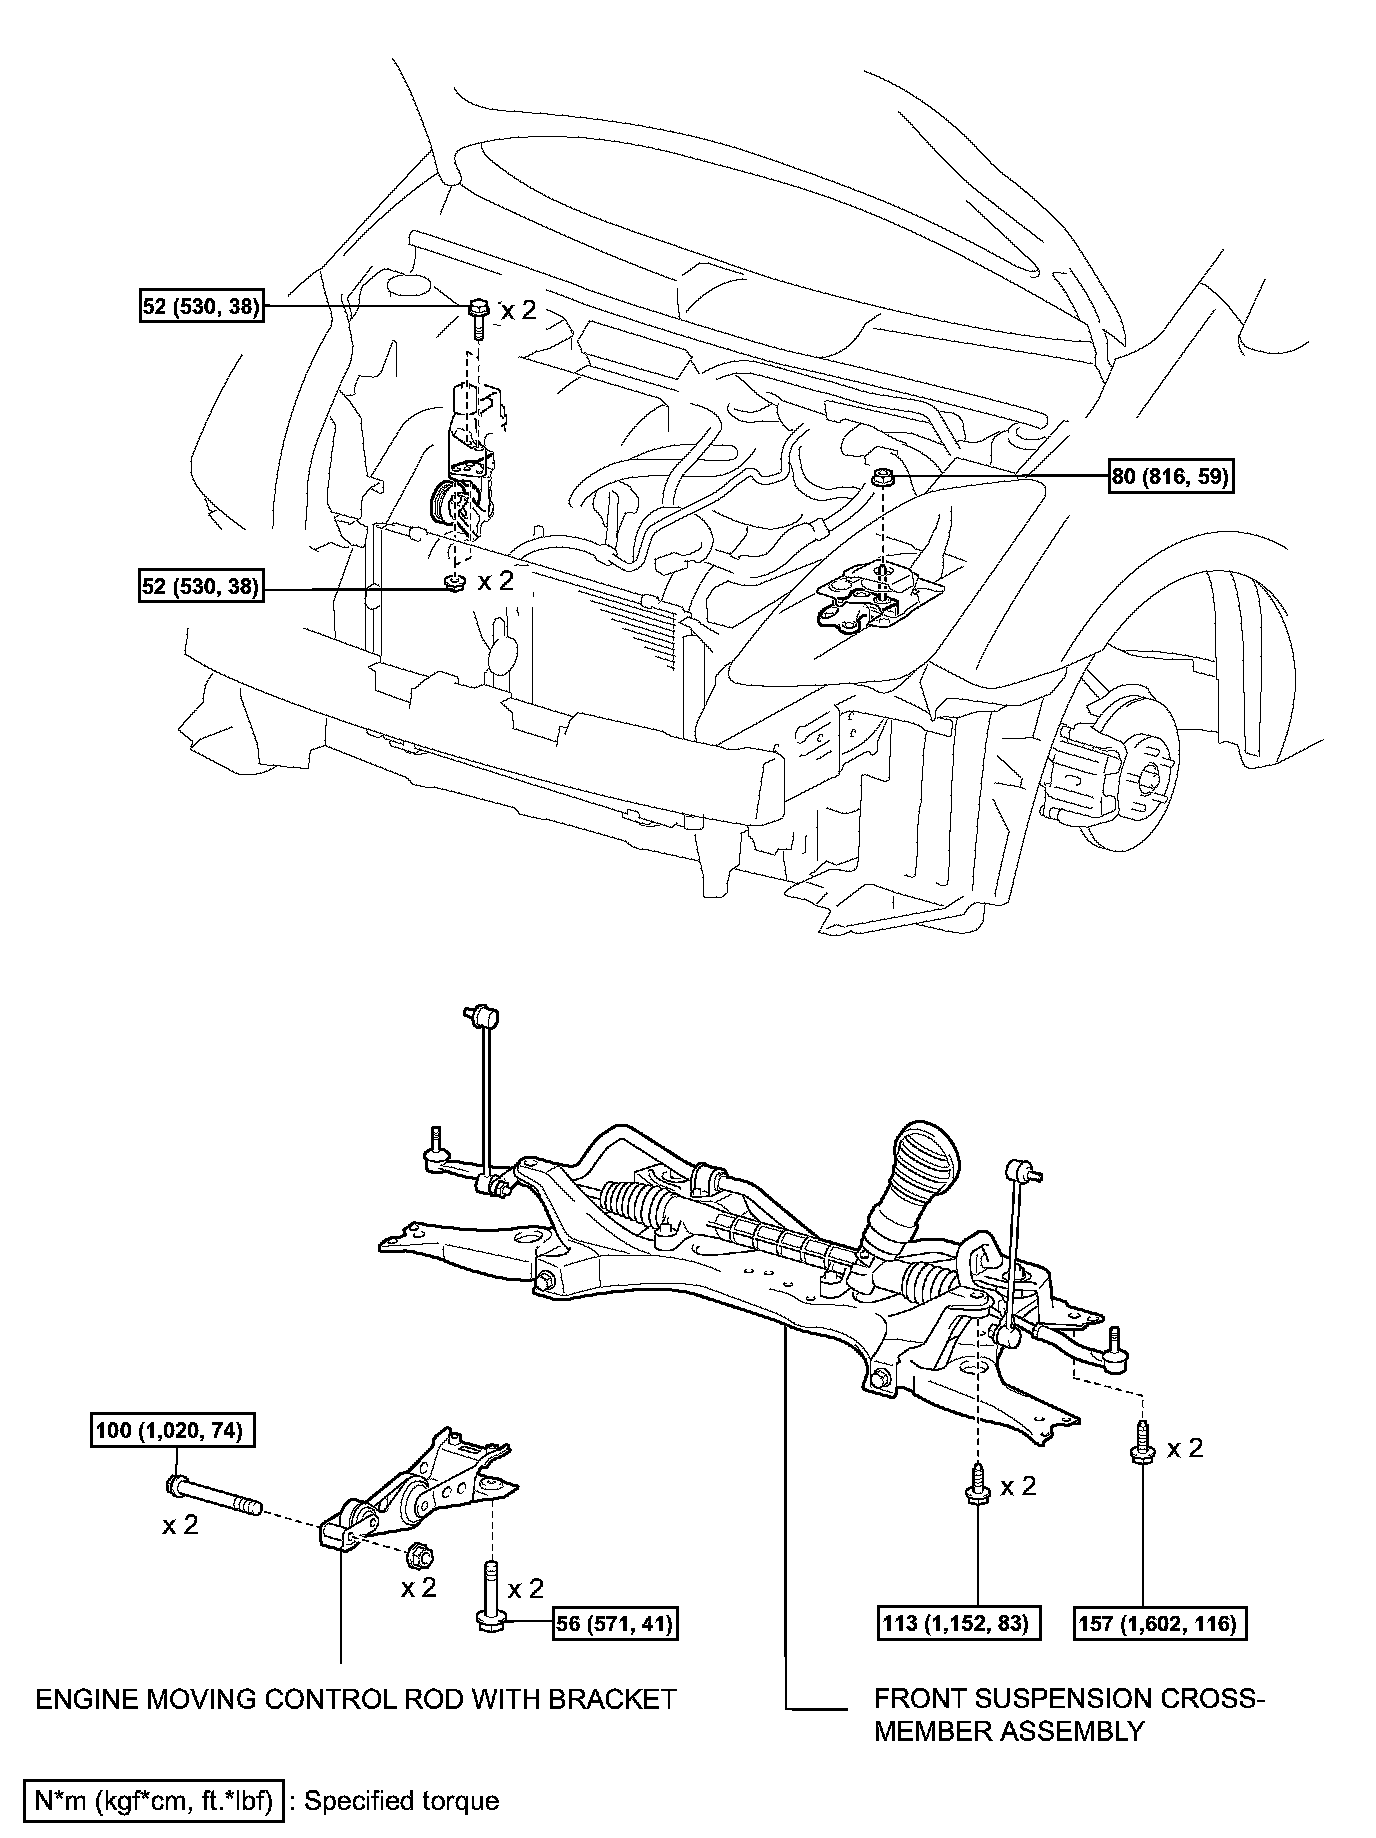 52 (530, 38)
x 2
80 (816, 59)
52 (530, 38)
x 2
100 (1,020, 74)
x 2
x 2
x 2
x 2
x 2
56 (571, 41)
113 (1,152, 83)
157 (1,602, 116)
ENGINE MOVING CONTROL ROD WITH BRACKET
FRONT SUSPENSION CROSS-
MEMBER ASSEMBLY
N*m (kgf*cm, ft.*lbf) : Specified torque